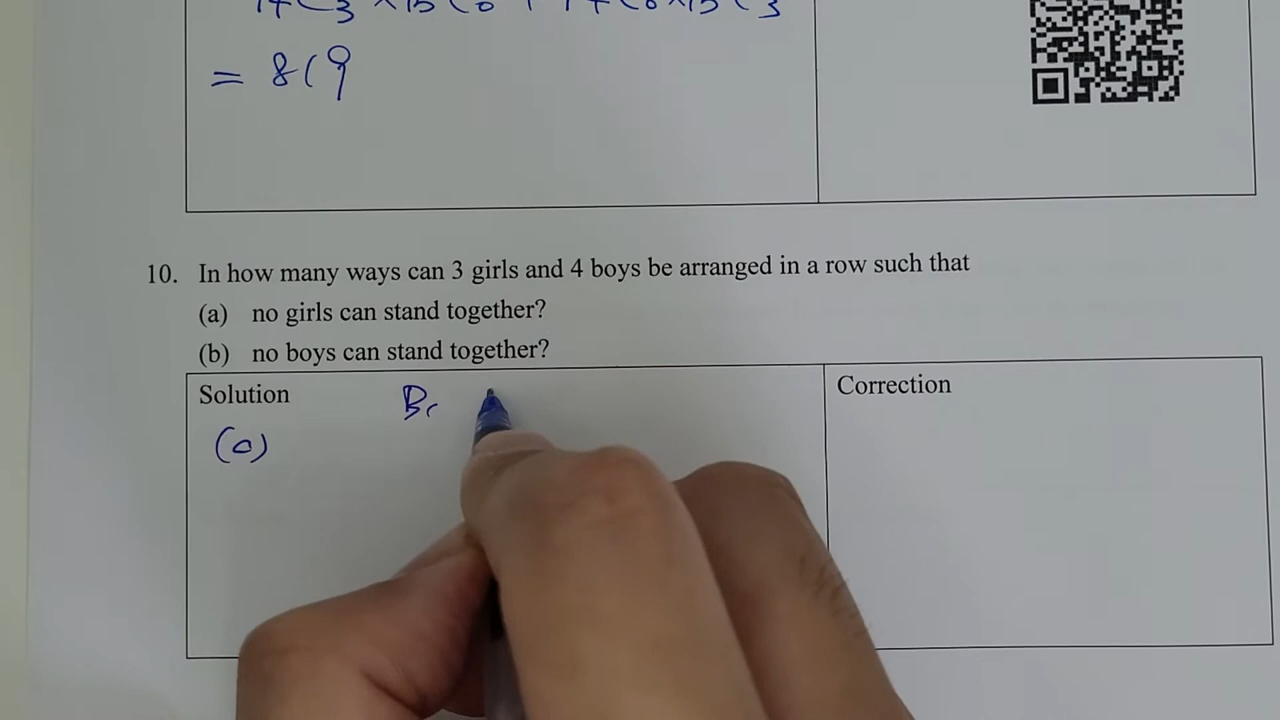 = 819
10. In how many ways can 3 girls and 4 boys be arranged in a row such that
(a) no girls can stand together?
(b) no boys can stand together?
Solution
Correction
(a)